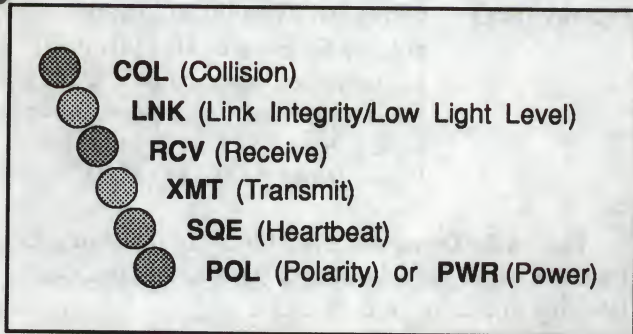 COL (Collision)
LNK (Link Integrity/Low Light Level)
RCV (Receive)
XMT (Transmit)
SQE (Heartbeat)
POL (Polarity) or PWR (Power)